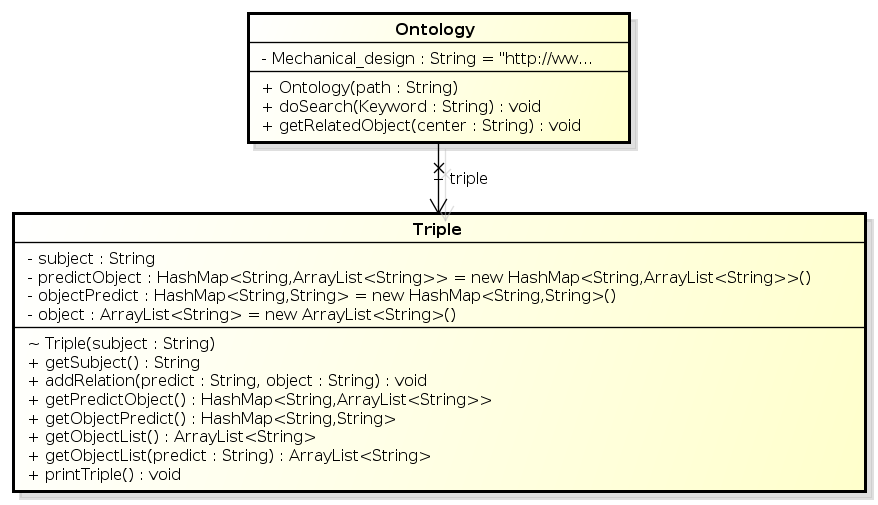 Ontology
- Mechanical_design : String = "http://ww...
+ Ontology(path : String)
+ doSearch(Keyword : String) : void
+ getRelatedObject(center : String) : void
- triple
Triple
- subject : String
- predictObject : HashMap<String,ArrayList<String>> = new HashMap<String,ArrayList<String>>()
- objectPredict : HashMap<String,String> = new HashMap<String,String>()
- object : ArrayList<String> = new ArrayList<String>()
~ Triple(subject : String)
+ getSubject() : String
+ addRelation(predict : String, object : String) : void
+ getPredictObject() : HashMap<String,ArrayList<String>>
+ getObjectPredict() : HashMap<String,String>
+ getObjectList() : ArrayList<String>
+ getObjectList(predict : String) : ArrayList<String>
+ printTriple() : void